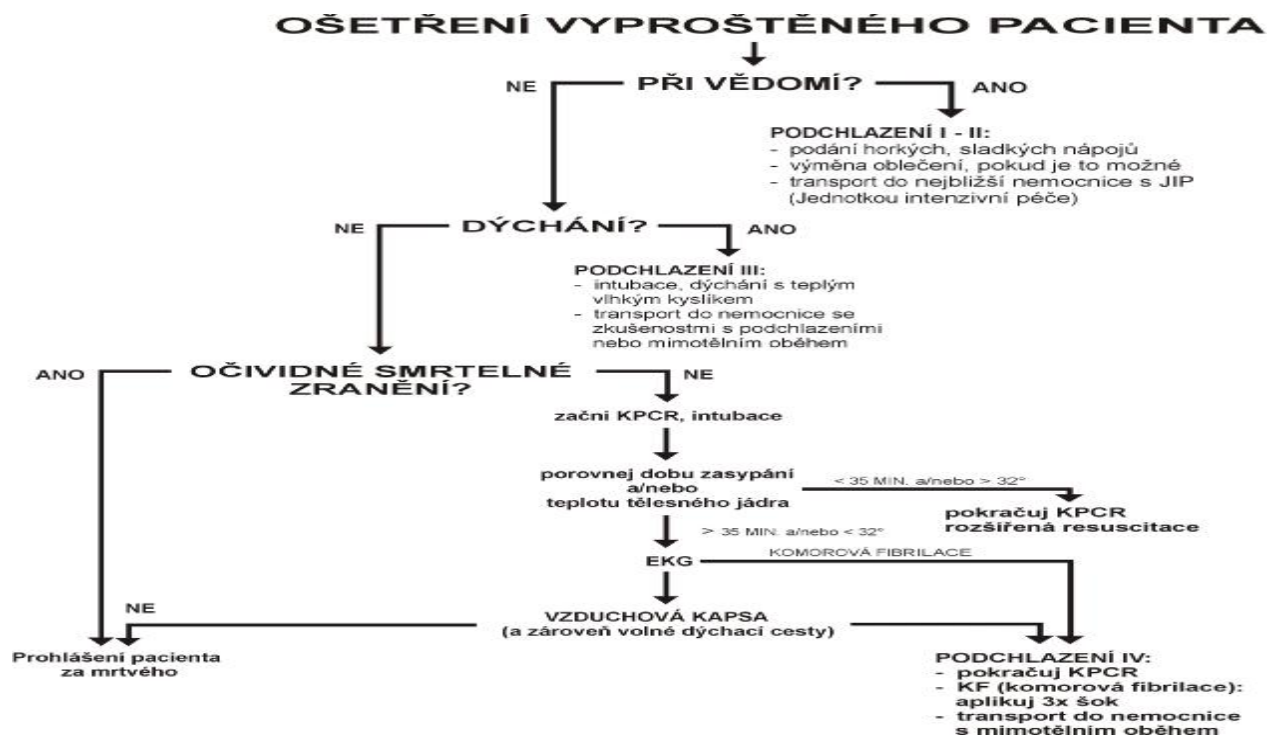 OŠETŘENÍ VYPROŠTĚNÉHO PACIENTA
NE
PŘI VĚDOMÍ?
ANO
PODCHLAZENÍ I - II:
- podání horkých, sladkých nápojů
- výměna oblečení, pokud je to možné
- transport do nejbližší nemocnice s JIP
(Jednotkou intenzivní péče)
NE
DÝCHÁNÍ?
ANO
PODCHLAZENÍ III:
- intubace, dýchání s teplým
vlhkým kyslíkem
- transport do nemocnice se
zkušenostmi s podchlazeními
nebo mimotělním oběhem
ANO
OČIVIDNÉ SMRTELNÉ
ZRANĚNÍ?
NE
začni KPCR, intubace
porovnej dobu zasypání
a/nebo
teplotu tělesného jádra
< 35 MIN. a/nebo > 32°
pokračuj KPCR
rozšířená resuscitace
> 35 MIN. a/nebo < 32°
EKG
KOMOROVÁ FIBRILACE
NE
VZDUCHOVÁ KAPSA
(a zároveň volné dýchací cesty)
Prohlášení pacienta
za mrtvého
PODCHLAZENÍ IV:
- pokračuj KPCR
- KF (komorová fibrilace):
aplikuj 3x šok
- transport do nemocnice
s mimotělním oběhem